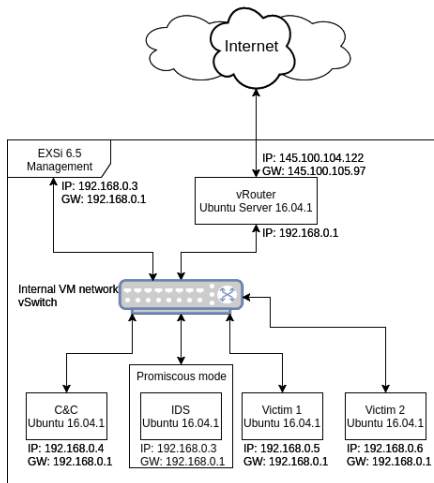 Internet
EXSi 6.5
Management
IP: 145.100.104.122
GW: 145.100.105.97
IP: 192.168.0.3
GW: 192.168.0.1
vRouter
Ubuntu Server 16.04.1
IP: 192.168.0.1
Internal VM network
vSwitch
Promiscous mode
C&C
Ubuntu 16.04.1
IP: 192.168.0.4
GW: 192.168.0.1
IDS
Ubuntu 16.04.1
IP: 192.168.0.3
GW: 192.168.0.1
Victim 1
Ubuntu 16.04.1
IP: 192.168.0.5
GW: 192.168.0.1
Victim 2
Ubuntu 16.04.1
IP: 192.168.0.6
GW: 192.168.0.1